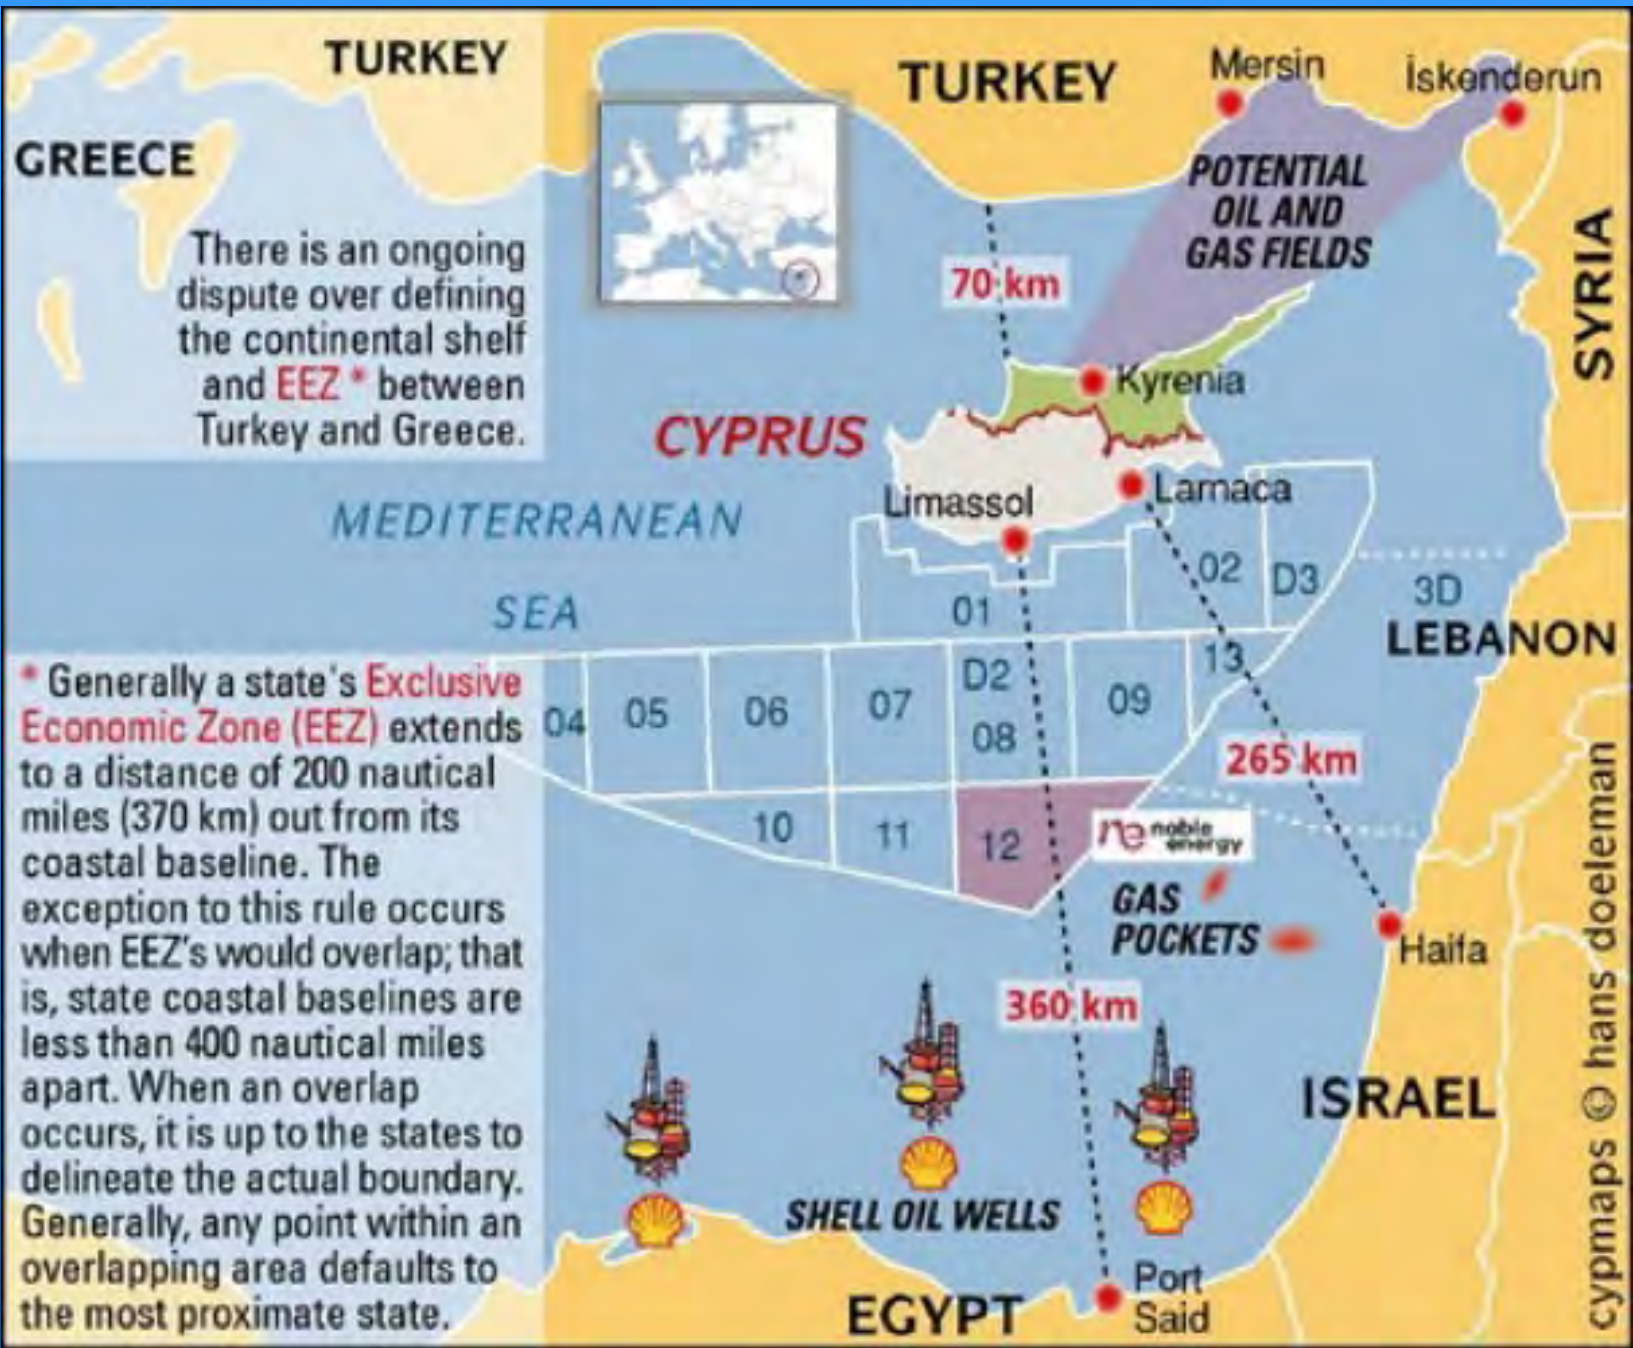 TURKEY
TURKEY
Mersin
İskenderun
GREECE
POTENTIAL
OIL AND
GAS FIELDS
SYRIA
There is an ongoing
dispute over defining
the continental shelf
and EEZ * between
Turkey and Greece.
70 km
Kyrenia
CYPRUS
Limassol
Larnaca
MEDITERRANEAN
SEA
01
02
D3
3D
LEBANON
* Generally a state's Exclusive
Economic Zone (EEZ) extends
to a distance of 200 nautical
miles (370 km) out from its
coastal baseline. The
exception to this rule occurs
when EEZ's would overlap; that
is, state coastal baselines are
less than 400 nautical miles
apart. When an overlap
occurs, it is up to the states to
delineate the actual boundary.
Generally, any point within an
overlapping area defaults to
the most proximate state.
04
05
06
07
D2
08
09
13
265 km
10
11
12
ne noble
energy
GAS
POCKETS
Haifa
360 km
ISRAEL
SHELL OIL WELLS
EGYPT
Port
Said
cypmaps © hans doeleman